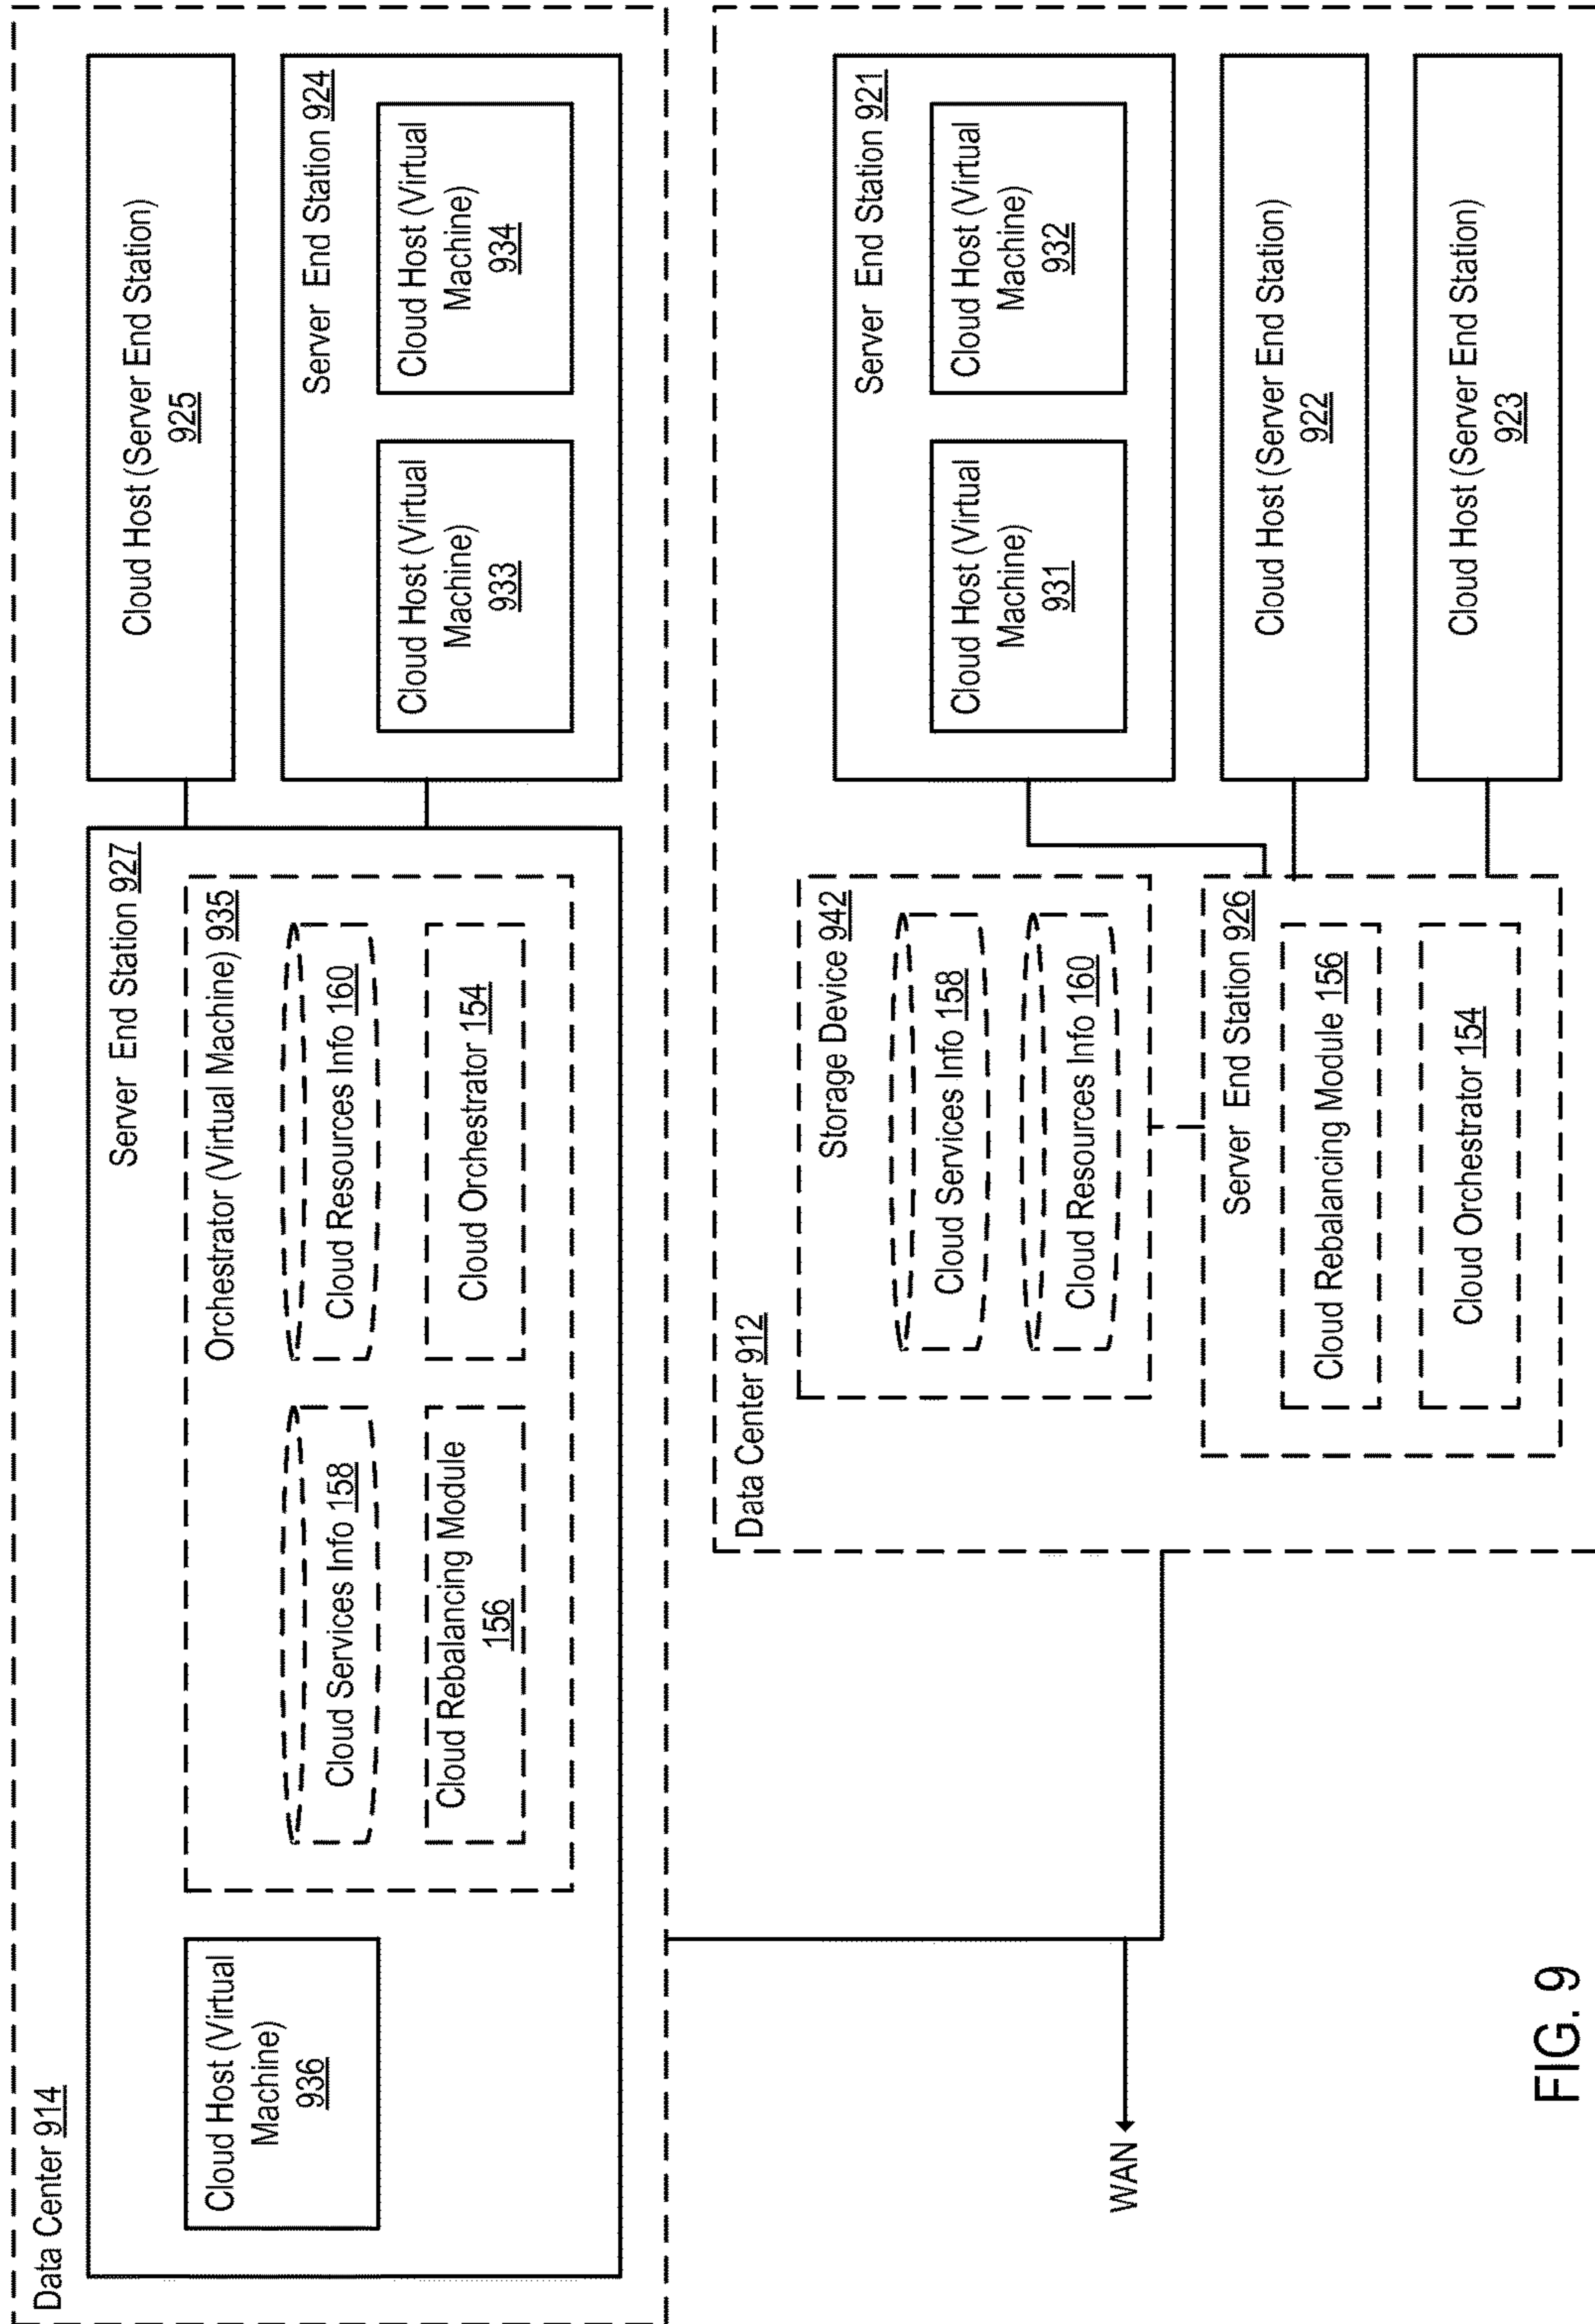 Data Center 914
Cloud Host (Virtual
Machine)
936
Server End Station 927
Orchestrator (Virtual Machine) 935
Cloud Services Info 158
Cloud Resources Info 160
Cloud Rebalancing Module
156
Cloud Orchestrator 154
Cloud Host (Server End Station)
925
Server End Station 924
Cloud Host (Virtual
Machine)
933
Cloud Host (Virtual
Machine)
934
Data Center 912
Storage Device 942
Cloud Services Info 158
Cloud Resources Info 160
Server End Station 926
Cloud Rebalancing Module 156
Cloud Orchestrator 154
Server End Station 921
Cloud Host (Virtual
Machine)
931
Cloud Host (Virtual
Machine)
932
Cloud Host (Server End Station)
922
Cloud Host (Server End Station)
923
WAN
FIG. 9